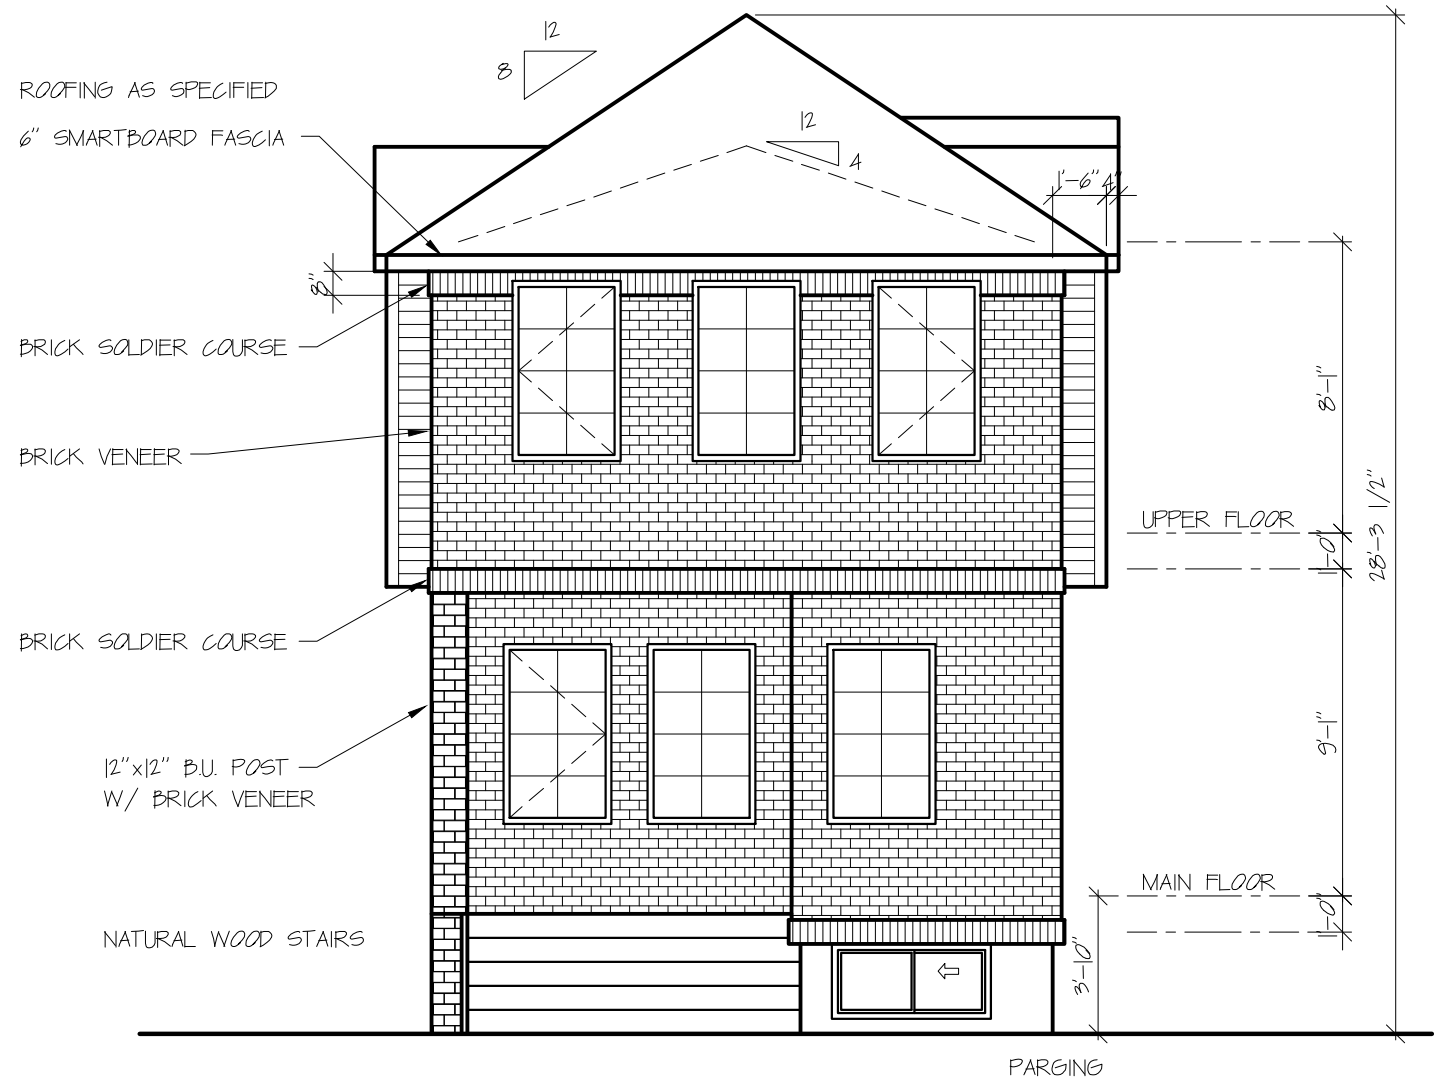 12
8
ROOFING AS SPECIFIED
6" SMARTBOARD FASCIA
12
4
1'-6" 4"
8"
BRICK SOLDIER COURSE
8'-1"
BRICK VENEER
28'-3 1/2"
UPPER FLOOR
1'-0"
BRICK SOLDIER COURSE
9'-1"
12"x12" B.U. POST
W/ BRICK VENEER
MAIN FLOOR
1'-0"
NATURAL WOOD STAIRS
3'-10"
PARGING